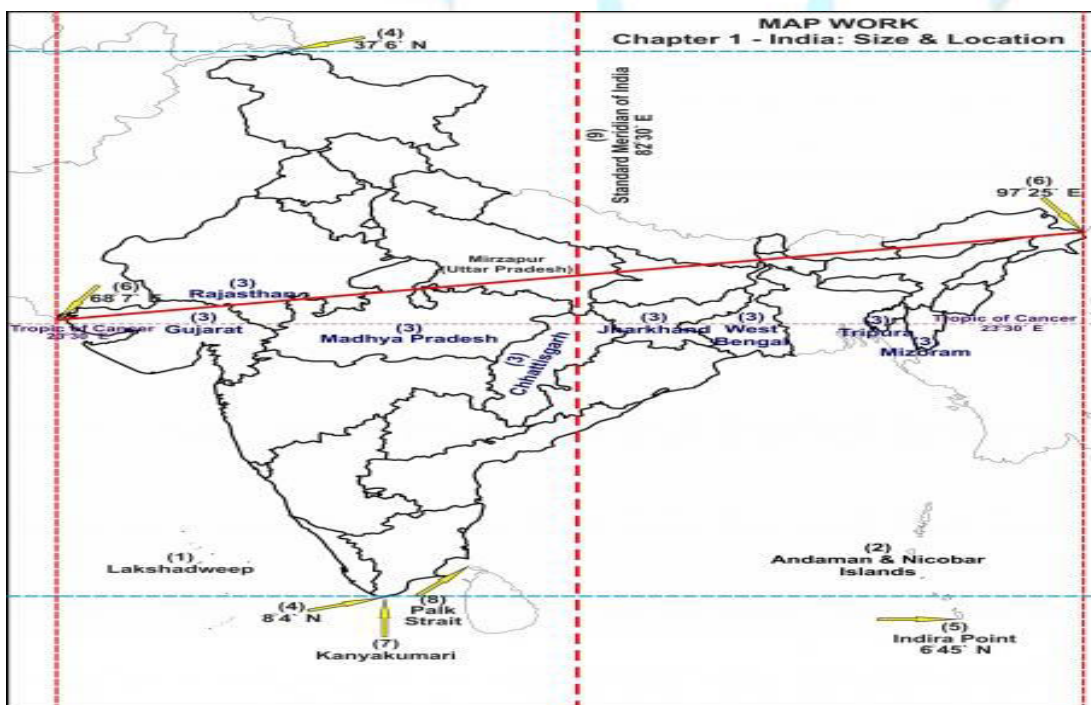 MAP WORK
Chapter 1 - India: Size & Location
(4)
37°6' N
(9)
Standard Meridian of India
82°30' E
(6)
97°25' E
Mirzapur
(Uttar Pradesh)
(6)
68°7' E
(3)
Rajasthan
Tropic of Cancer
23°30' E
(3)
Gujarat
(3)
Madhya Pradesh
(3)
Chhattisgarh
(3)
Jharkhand
(3)
West
Bengal
(3)
Tripura
(3)
Mizoram
Tropic of Cancer
23°30' E
(1)
Lakshadweep
(2)
Andaman & Nicobar
Islands
(4)
8°4' N
(8)
Palk
Strait
(7)
Kanyakumari
(5)
Indira Point
6°45' N